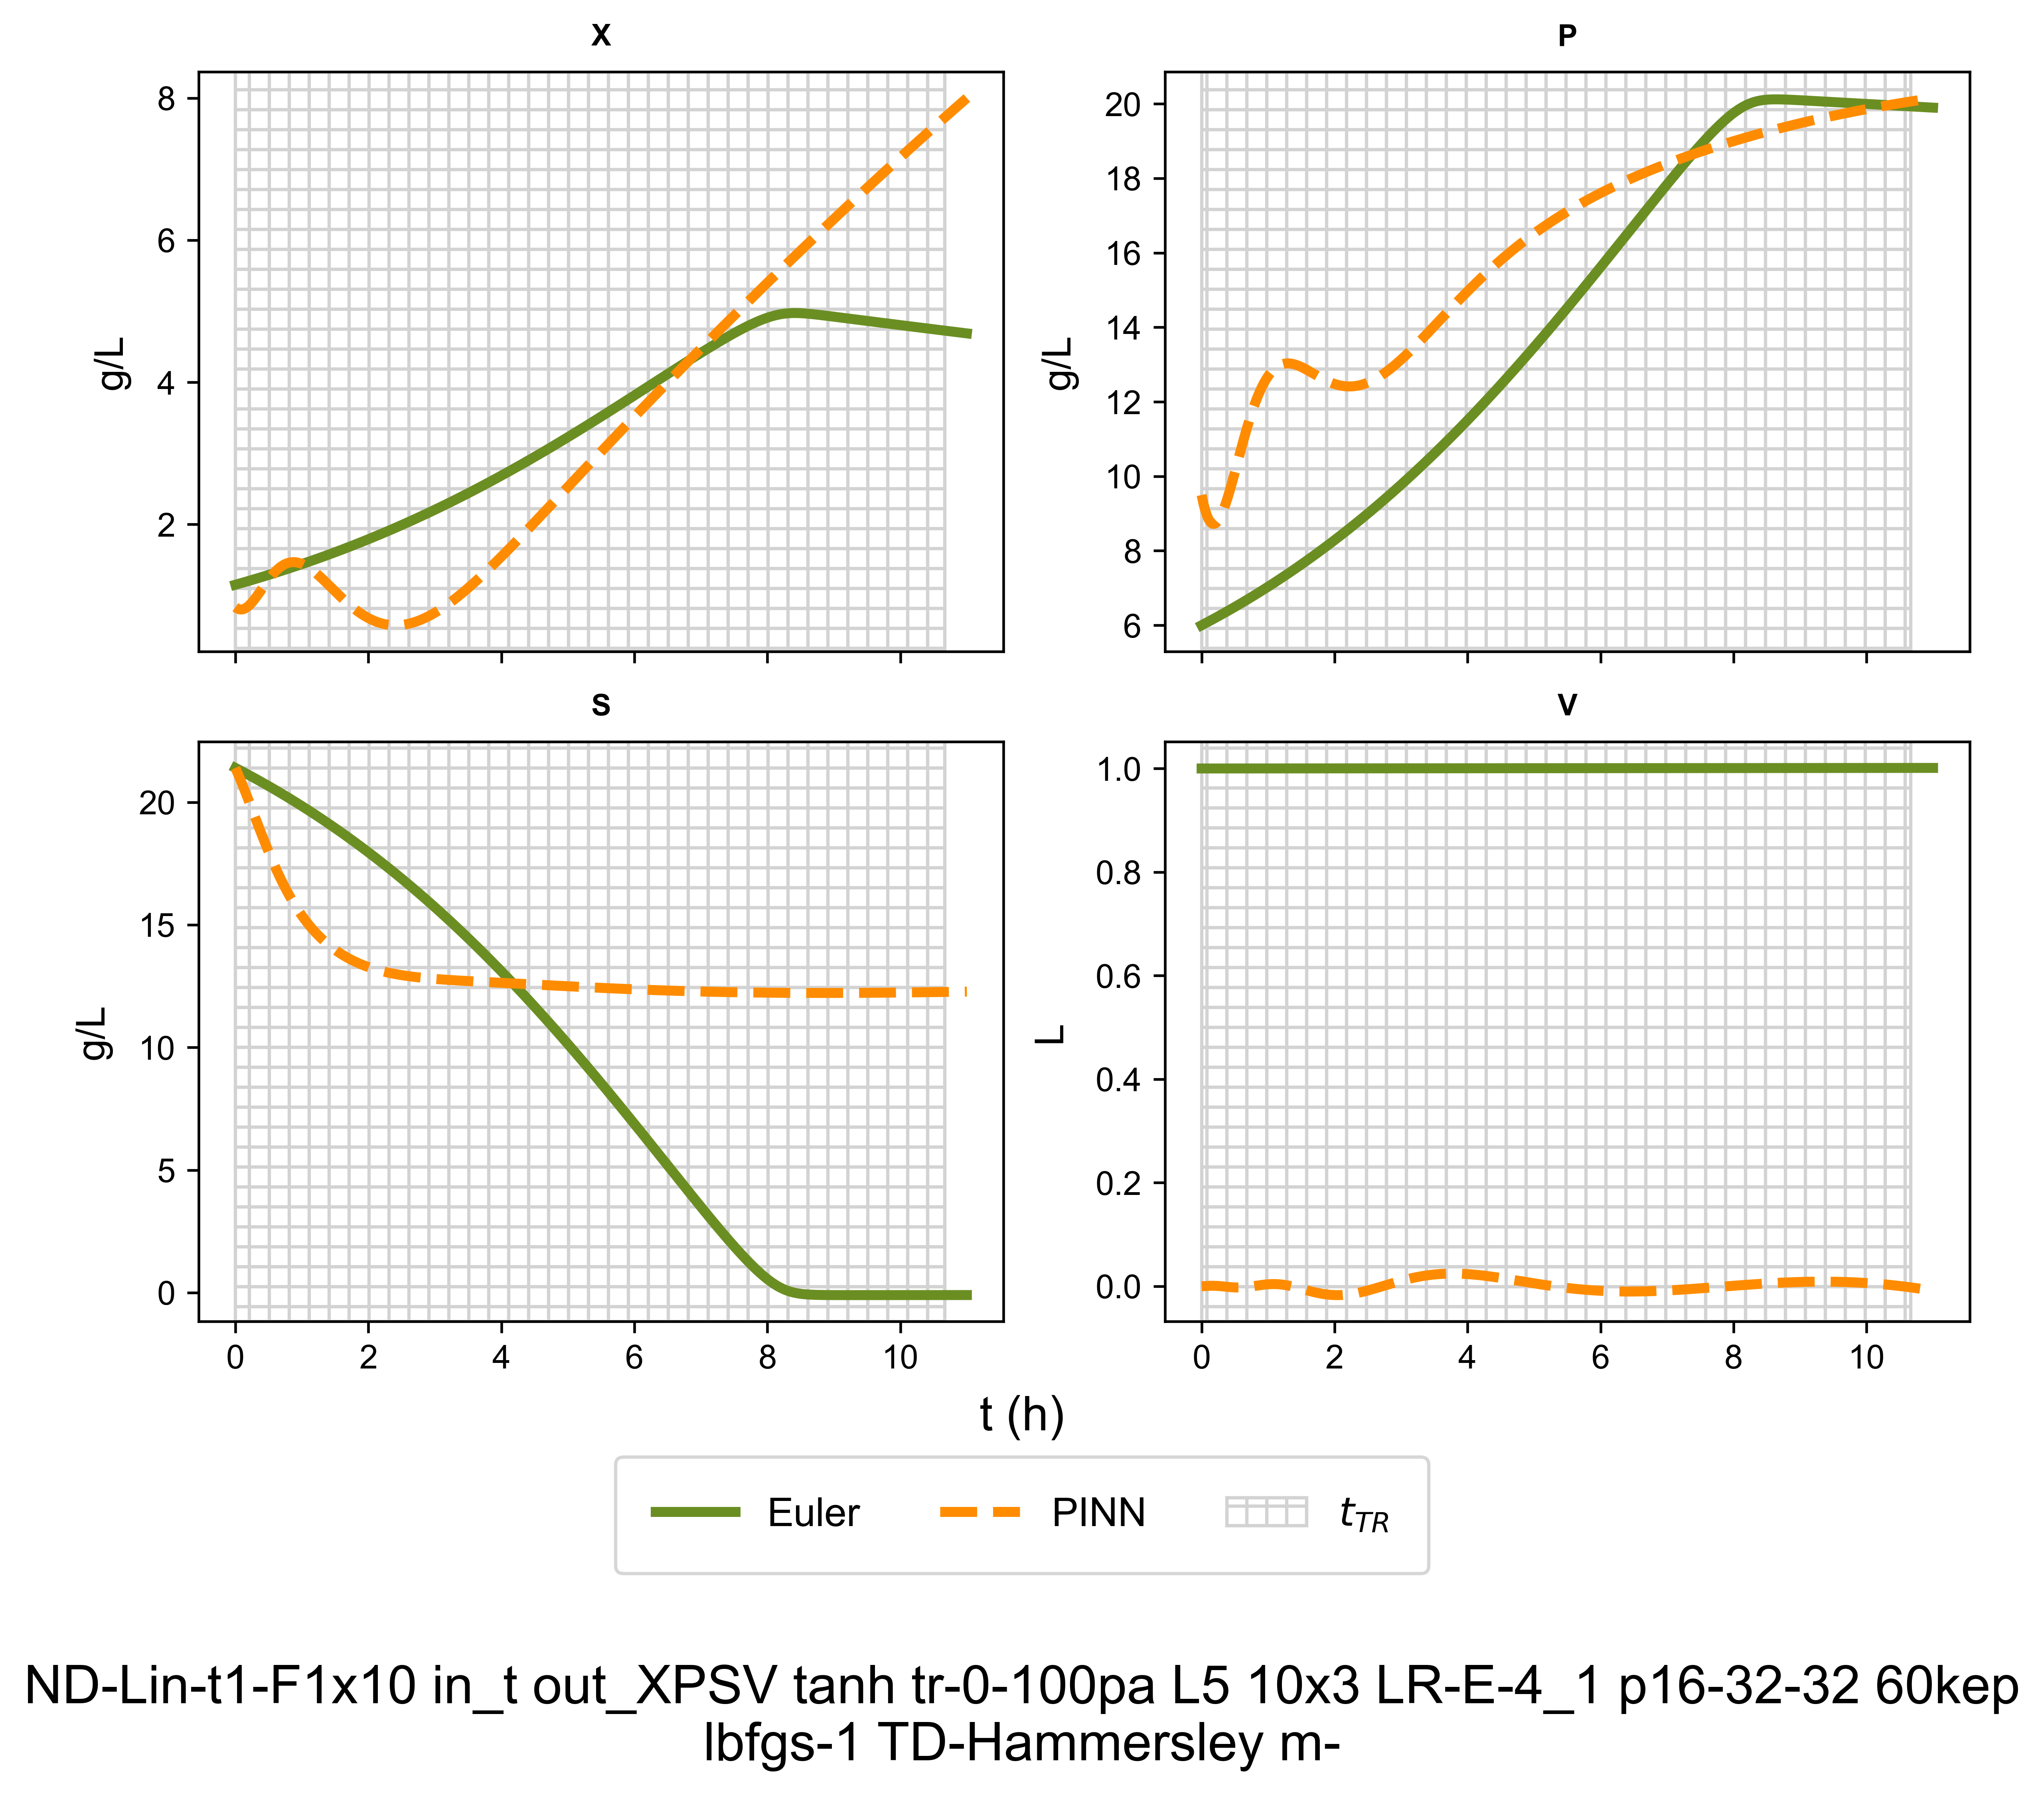 X
P
8
6
4
2
g/L
20
18
16
14
12
10
8
6
g/L
S
V
20
15
10
5
0
g/L
0 2 4 6 8 10
1.0
0.8
0.6
0.4
0.2
0.0
L
0 2 4 6 8 10
t (h)
Euler PINN t_TR
ND-Lin-t1-F1x10 in_t out_XPSV tanh tr-0-100pa L5 10x3 LR-E-4_1 p16-32-32 60kep
lbfgs-1 TD-Hammersley m-